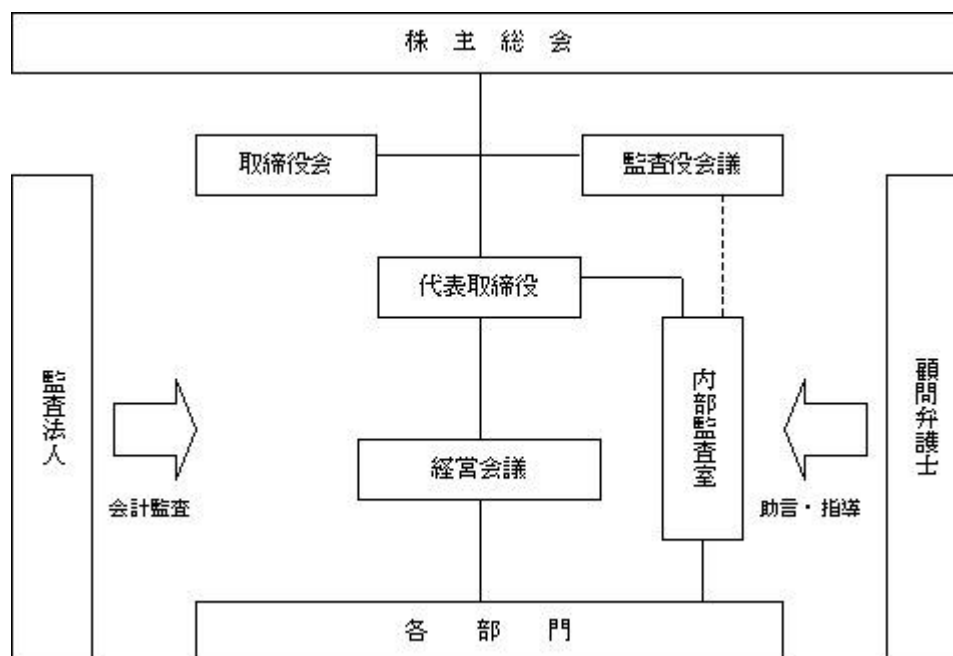 株主総会
取締役会
監査役会議
代表取締役
監査法人
内部監査室
顧問弁護士
経営会議
会計監査
助言・指導
各部門